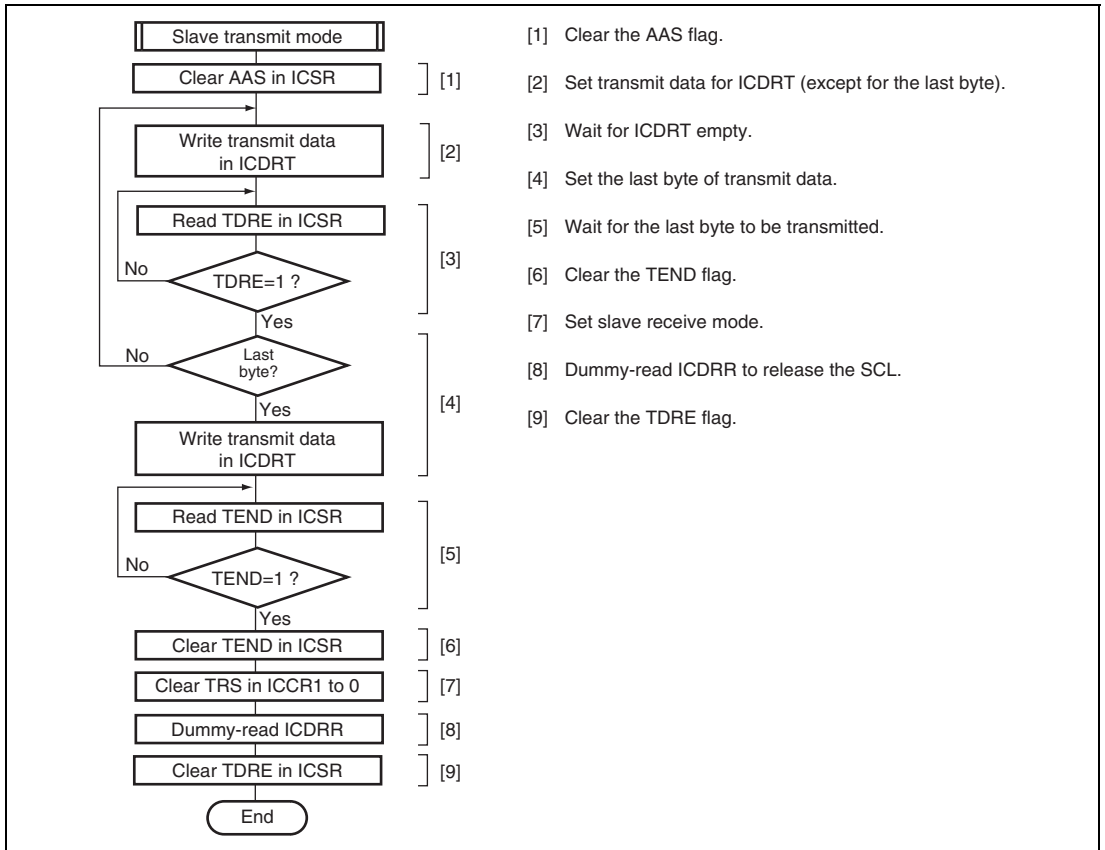 Slave transmit mode
Clear AAS in ICSR
[1]
Write transmit data
in ICDRT
[2]
Read TDRE in ICSR
[3]
No
TDRE=1 ?
Yes
No
Last
byte?
[4]
Yes
Write transmit data
in ICDRT
Read TEND in ICSR
[5]
No
TEND=1 ?
Yes
Clear TEND in ICSR
[6]
Clear TRS in ICCR1 to 0
[7]
Dummy-read ICDRR
[8]
Clear TDRE in ICSR
[9]
End
[1] Clear the AAS flag.
[2] Set transmit data for ICDRT (except for the last byte).
[3] Wait for ICDRT empty.
[4] Set the last byte of transmit data.
[5] Wait for the last byte to be transmitted.
[6] Clear the TEND flag.
[7] Set slave receive mode.
[8] Dummy-read ICDRR to release the SCL.
[9] Clear the TDRE flag.